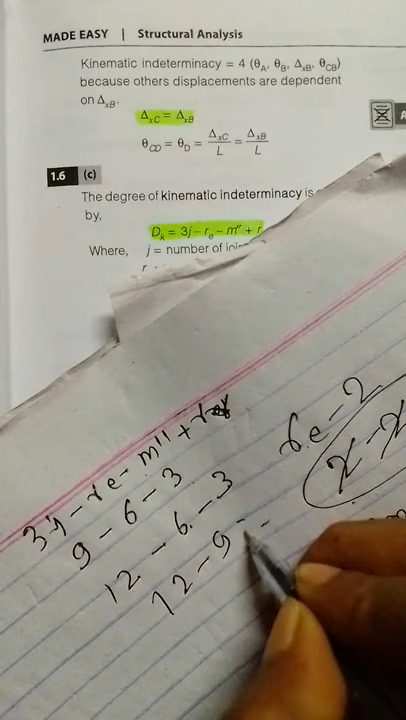 MADE EASY | Structural Analysis
Kinematic indeterminacy = 4 (θA, θB, ΔxB, θCB)
because others displacements are dependent
on ΔxB.
ΔxC = ΔxB
θCD = θD = ΔxC/L = ΔxB/L
1.6 (c)
The degree of kinematic indeterminacy is
by,
Dk = 3j – re – m″ + r
Where, j = number of
3j - re - m" +
9 - 6 - 3
12 - 6 - 3
12 - 9 =
re - 2